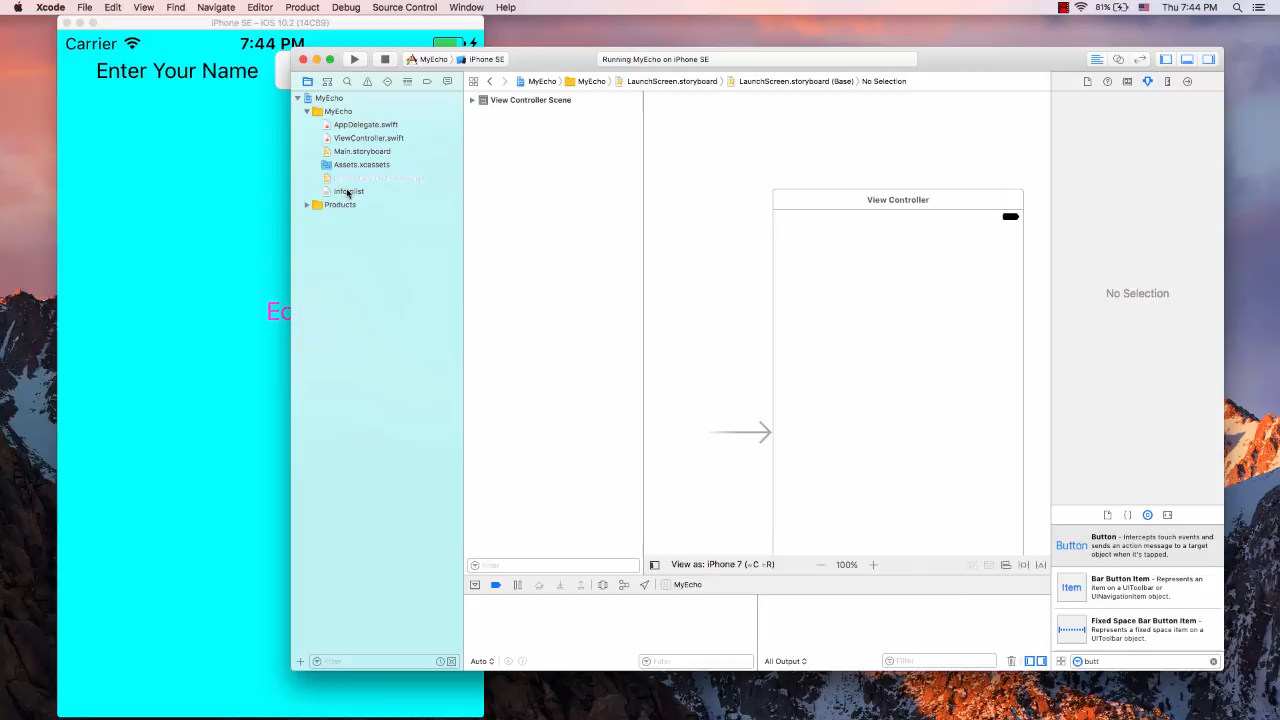 Xcode File Edit View Find Navigate Editor Product Debug Source Control Window Help 81% Thu 7:44 PM
iPhone SE – iOS 10.2 (14C89)
Carrier 7:44 PM
Enter Your Name
MyEcho iPhone SE Running MyEcho on iPhone SE
MyEcho MyEcho LaunchScreen.storyboard LaunchScreen.storyboard (Base) No Selection
MyEcho
MyEcho
AppDelegate.swift
ViewController.swift
Main.storyboard
Assets.xcassets
Products
View Controller Scene
View Controller
No Selection
Filter
View as: iPhone 7 (wC hR)
100%
MyEcho
Button
Button - Intercepts touch events and
sends an action message to a target
object when it's tapped.
Item
Bar Button Item - Represents an
item on a UIToolbar or
UINavigationItem object.
Fixed Space Bar Button Item -
Represents a fixed space item on a
UIToolbar object.
Filter
Auto
Filter
All Output
Filter
butt